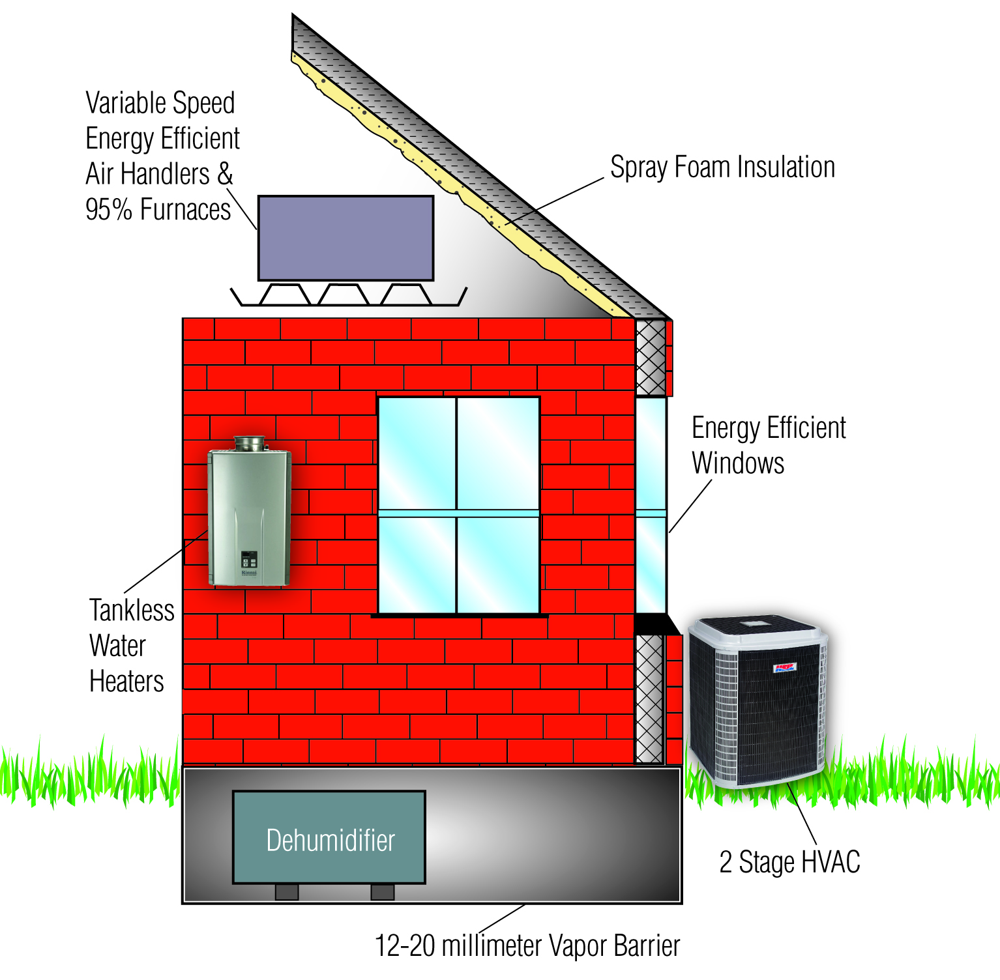 Variable Speed
Energy Efficient
Air Handlers &
95% Furnaces
Spray Foam Insulation
Energy Efficient
Windows
Tankless
Water
Heaters
Rinnai
Dehumidifier
2 Stage HVAC
12-20 millimeter Vapor Barrier